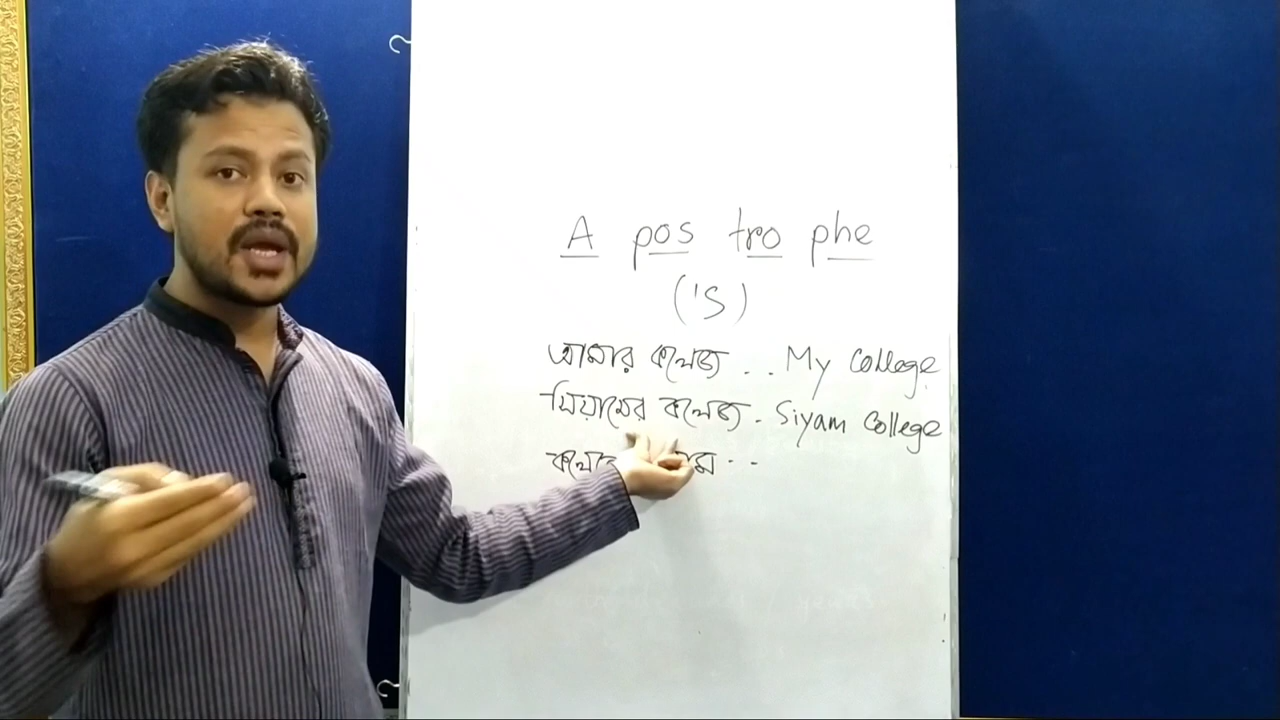 A pos tro phe
('S)
আমার কলেজ .. My College
সিয়ামের কলেজ . Siyam College
..